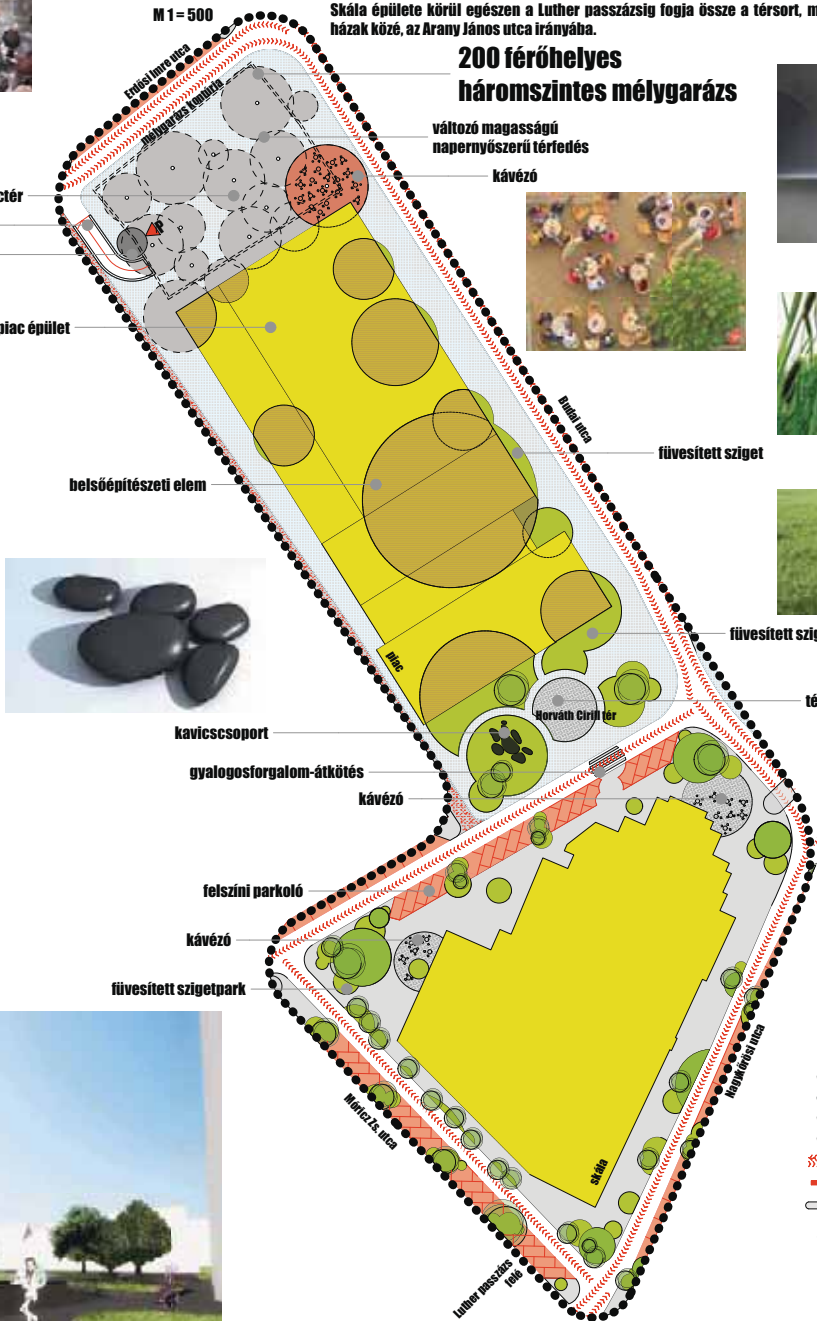 M 1 = 500
Skála épülete körül egészen a Luther passzázsig fogja össze a térsort, m
házak közé, az Arany János utca irányába.
200 férőhelyes
háromszintes mélygarázs
Erdősi Imre utca
mélygarázs kontúrja
változó magasságú
napernyőszerű térfedés
kávézó
ctér
P
piac épület
Budai utca
füvesített sziget
belsőépítészeti elem
füvesített szig
piac
té
Horváth Cirill tér
kavicscsoport
gyalogosforgalom-átkötés
kávézó
felszíni parkoló
kávézó
füvesített szigetpark
Nagykőrösi utca
Móricz Zs. utca
skála
Luther passzázs
felé